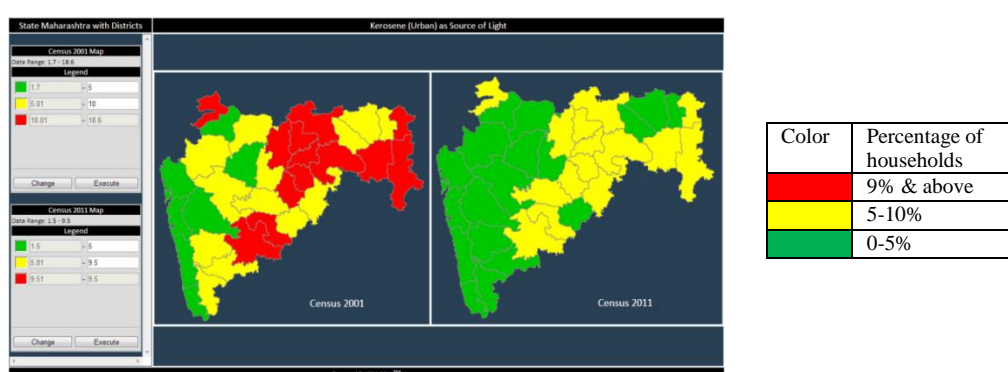 State Maharashtra with Districts
Kerosene (Urban) as Source of Light
Census 2001 Map
Data Range: 1.7 - 18.6
Legend
1.7 - 5
5.01 - 10
10.01 - 18.6
Change Execute
Census 2011 Map
Data Range: 1.5 - 9.5
Legend
1.5 - 5
5.01 - 9.5
9.51 - 9.5
Change Execute
Census 2001
Census 2011
Color Percentage of
households
9% & above
5-10%
0-5%